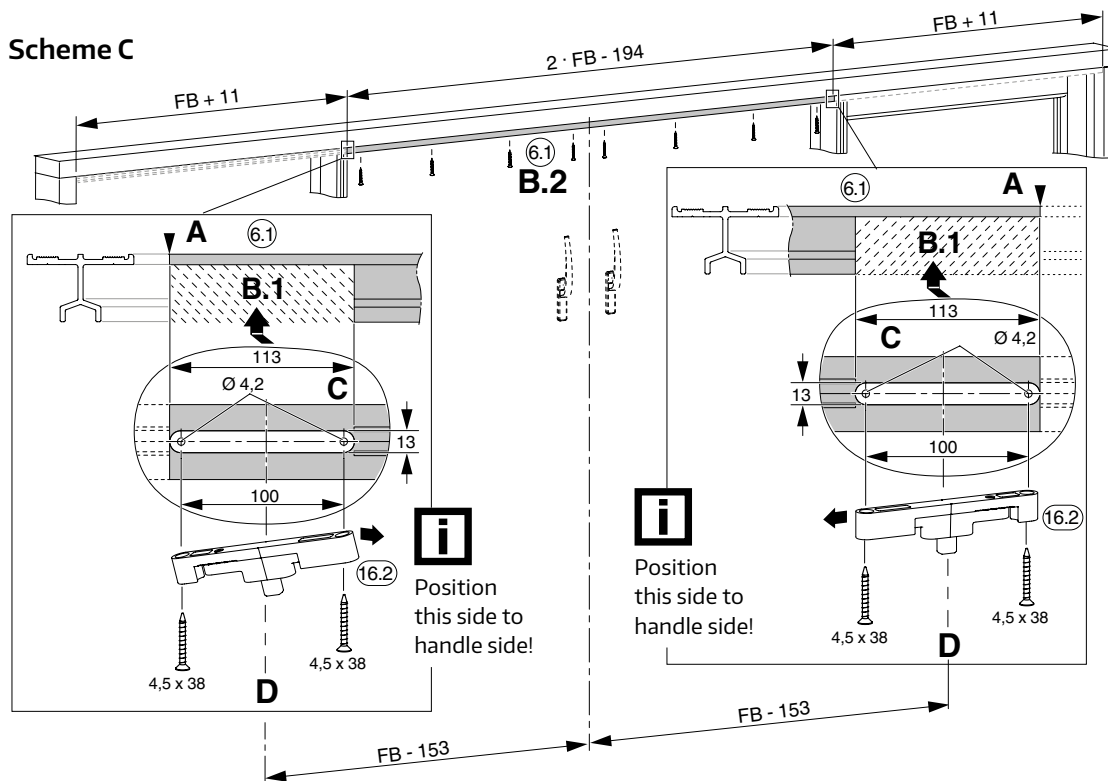 Scheme C
FB + 11
2 · FB - 194
FB + 11
6.1
B.2
A
6.1
B.1
113
Ø 4,2
C
13
100
16.2
4,5 x 38
4,5 x 38
D
i
Position
this side to
handle side!
6.1
A
B.1
113
C
Ø 4,2
13
100
16.2
4,5 x 38
4,5 x 38
D
i
Position
this side to
handle side!
FB - 153
FB - 153